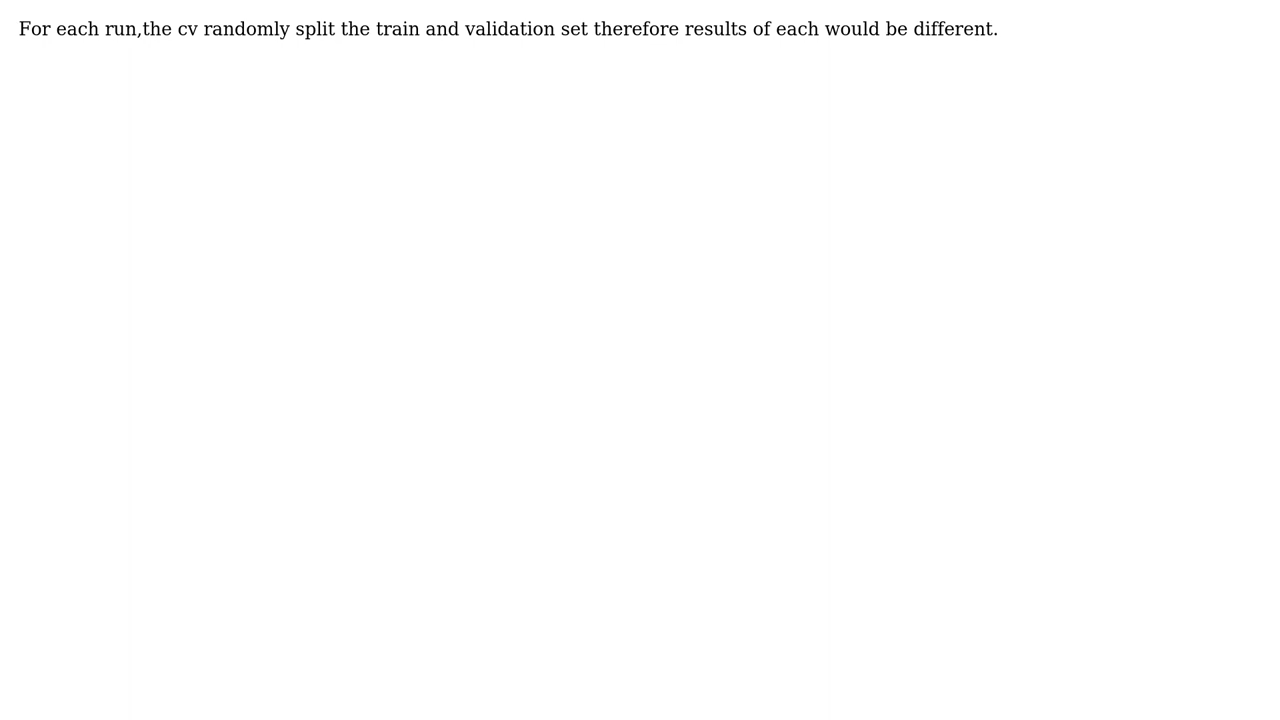 For each run,the cv randomly split the train and validation set therefore results of each would be different.